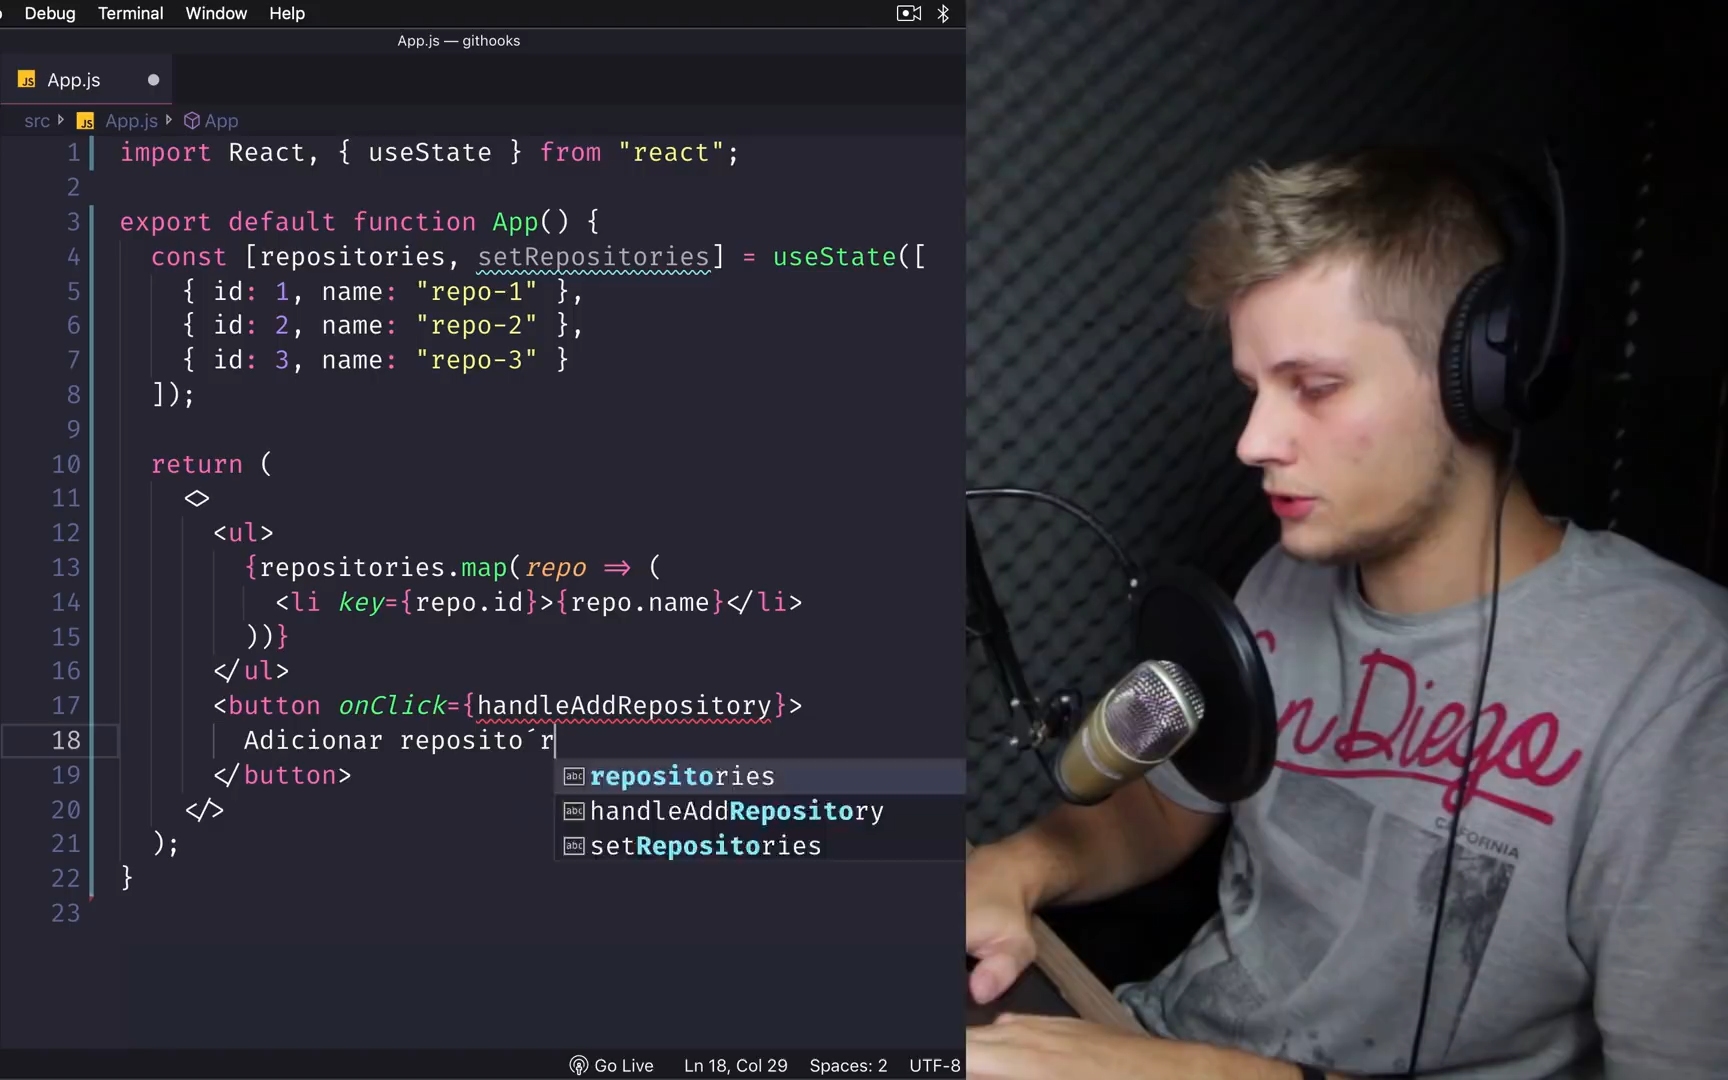 Debug Terminal Window Help
App.js — githooks
JS App.js
src JS App.js App
1 import React, { useState } from "react";
2
3 export default function App() {
4 const [repositories, setRepositories] = useState([
5 { id: 1, name: "repo-1" },
6 { id: 2, name: "repo-2" },
7 { id: 3, name: "repo-3" }
8 ]);
9
10 return (
11 <>
12 <ul>
13 {repositories.map(repo => (
14 <li key={repo.id}>{repo.name}</li>
15 ))}
16 </ul>
17 <button onClick={handleAddRepository}>
18 Adicionar reposito´r
19 </button>
20 </>
21 );
22 }
23
abc repositories
abc handleAddRepository
abc setRepositories
Go Live Ln 18, Col 29 Spaces: 2 UTF-8
Diego
CALIFORNIA